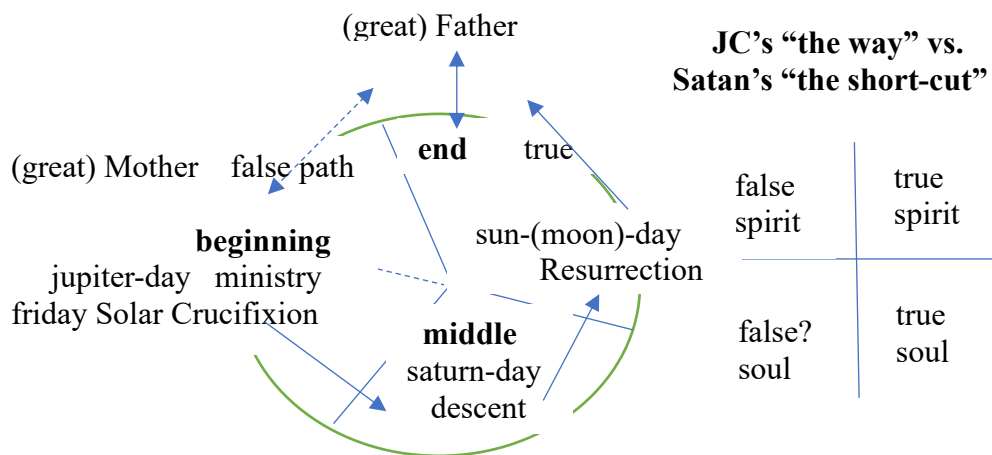 (great) Father
JC's “the way” vs.
Satan's “the short-cut”
end true
(great) Mother false path
beginning
jupiter-day ministry
friday Solar Crucifixion
sun-(moon)-day
Resurrection
middle
saturn-day
descent
false
spirit
true
spirit
false?
soul
true
soul